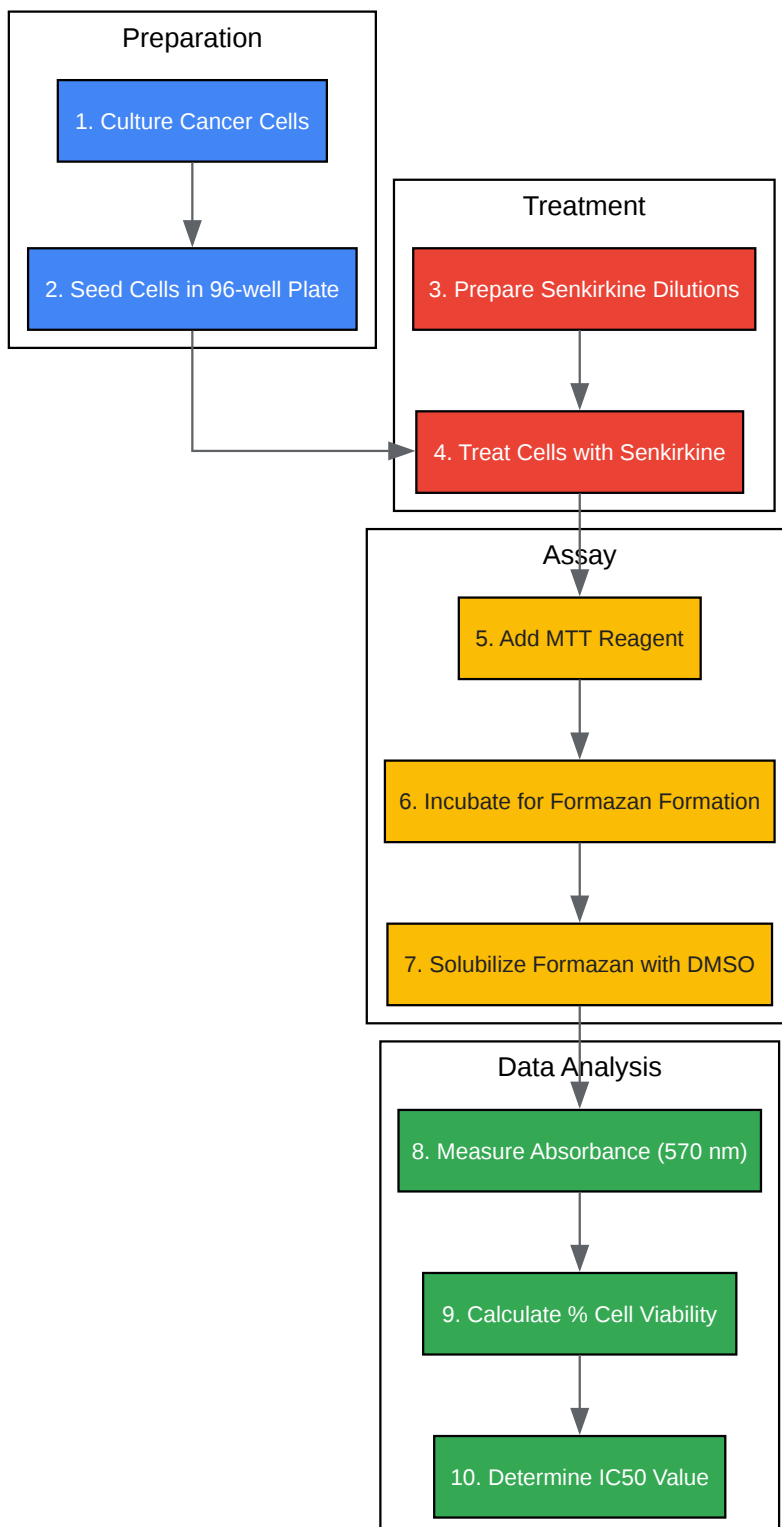 Preparation
1. Culture Cancer Cells
2. Seed Cells in 96-well Plate
Treatment
3. Prepare Senkirkine Dilutions
4. Treat Cells with Senkirkine
Assay
5. Add MTT Reagent
6. Incubate for Formazan Formation
7. Solubilize Formazan with DMSO
Data Analysis
8. Measure Absorbance (570 nm)
9. Calculate % Cell Viability
10. Determine IC50 Value